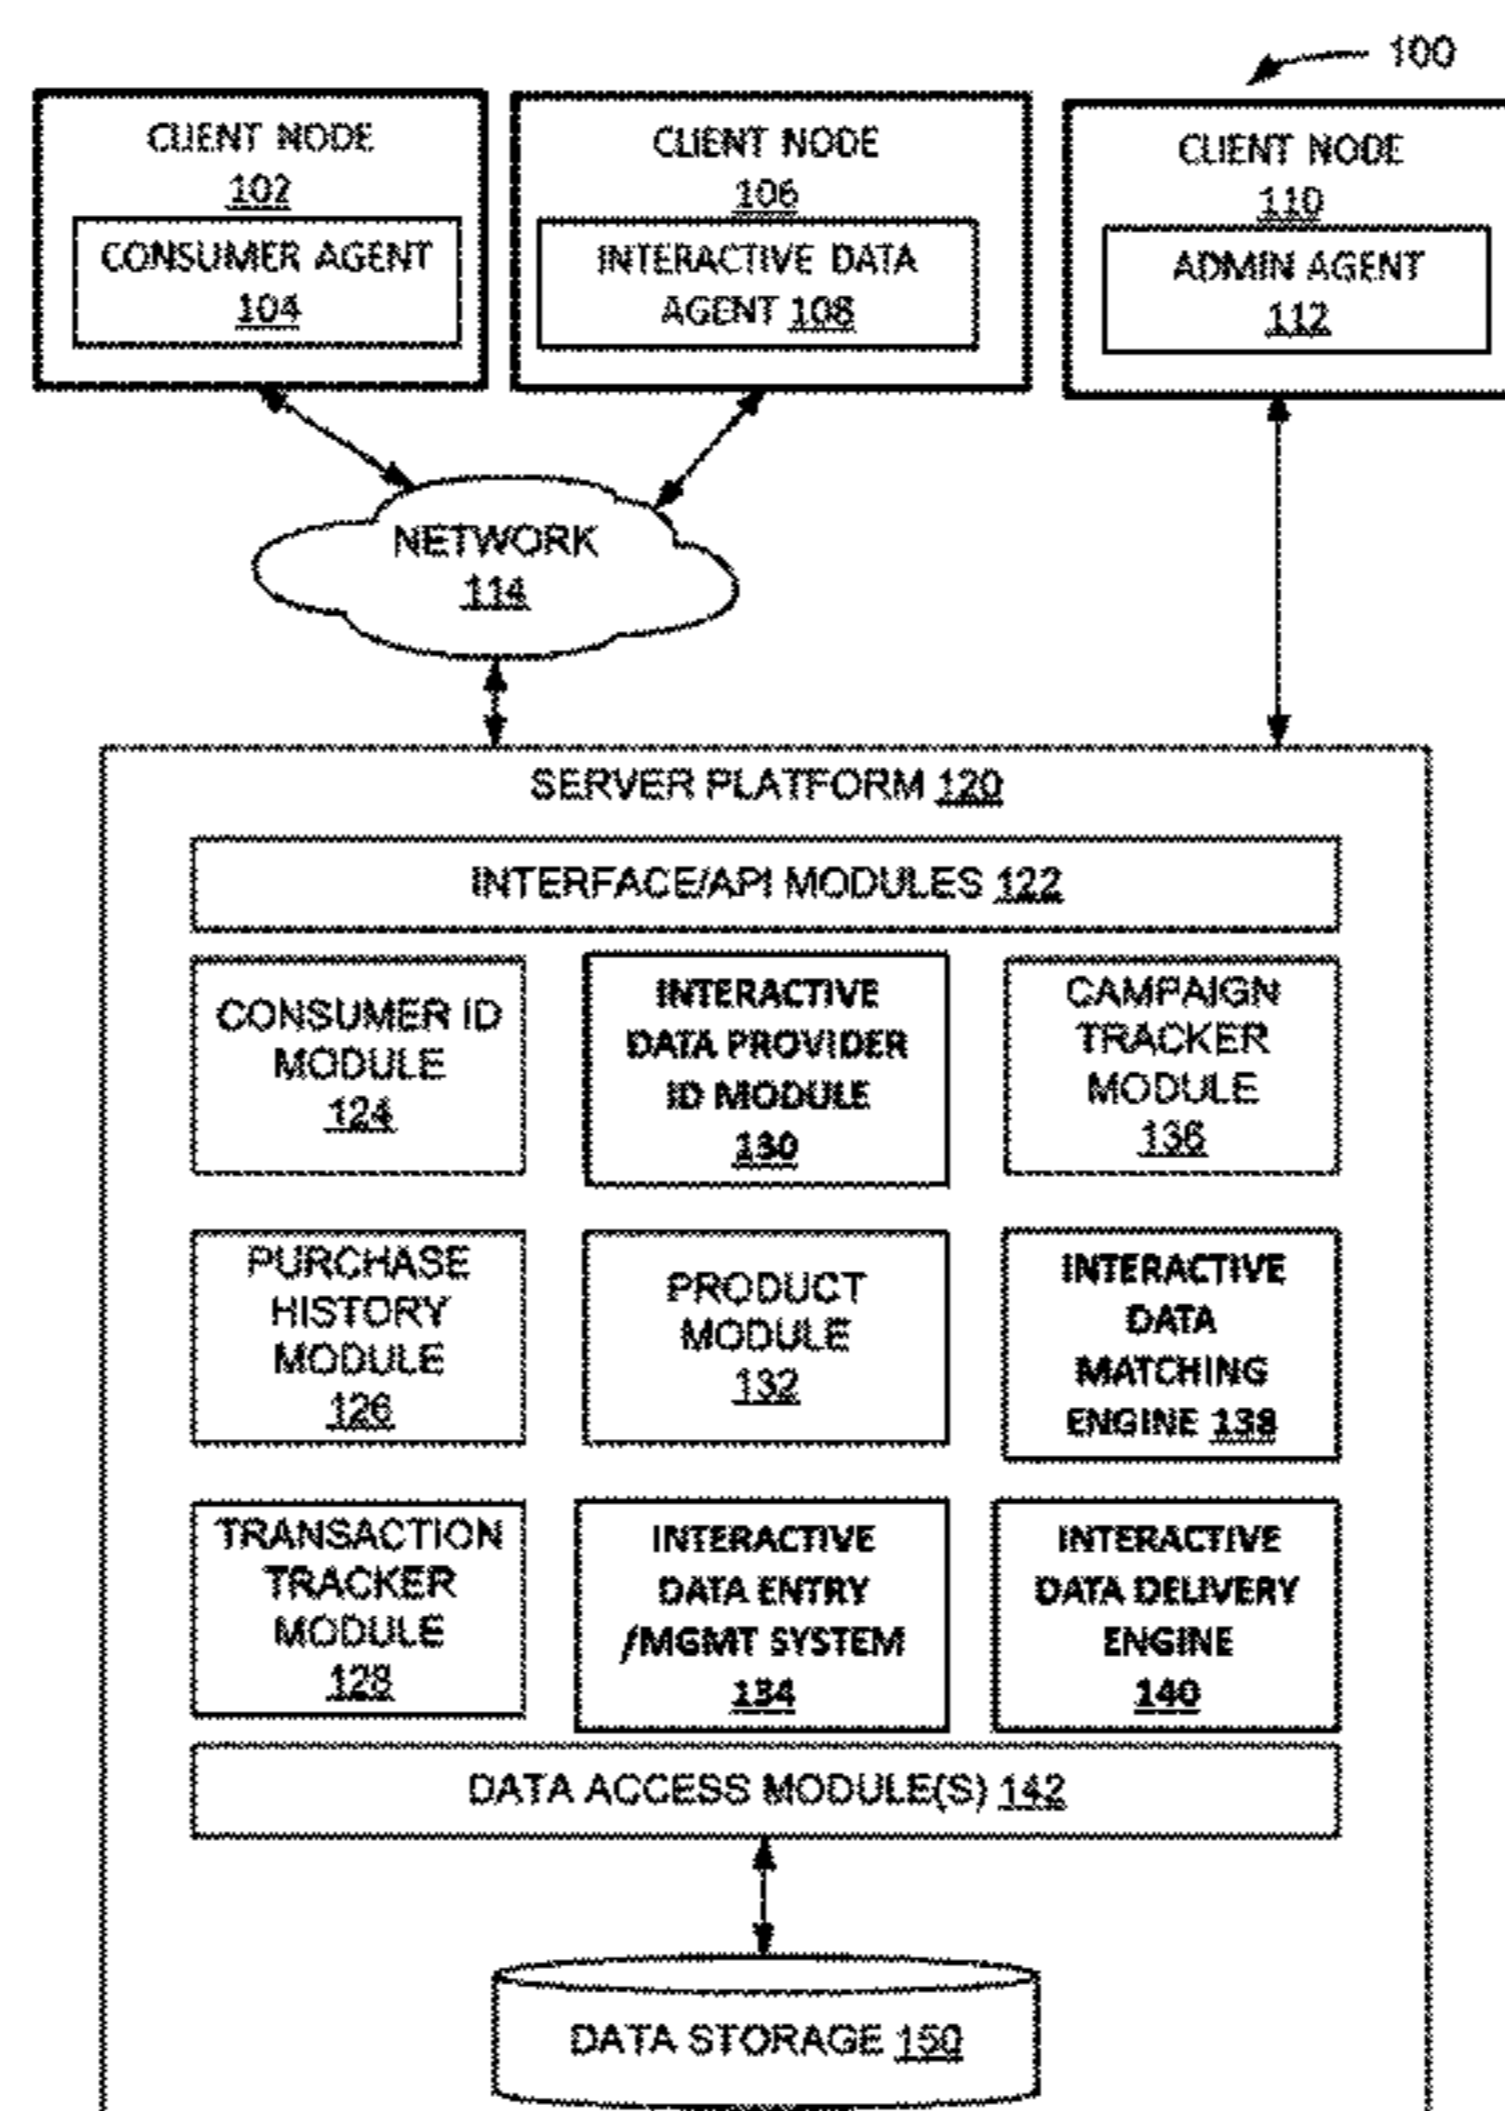 100
CLIENT NODE
102
CONSUMER AGENT
104
CLIENT NODE
106
INTERACTIVE DATA
AGENT 108
CLIENT NODE
110
ADMIN AGENT
112
NETWORK
114
SERVER PLATFORM 120
INTERFACE/API MODULES 122
CONSUMER ID
MODULE
124
INTERACTIVE
DATA PROVIDER
ID MODULE
130
CAMPAIGN
TRACKER
MODULE
136
PURCHASE
HISTORY
MODULE
126
PRODUCT
MODULE
132
INTERACTIVE
DATA
MATCHING
ENGINE 138
TRANSACTION
TRACKER
MODULE
128
INTERACTIVE
DATA ENTRY
/MGMT SYSTEM
134
INTERACTIVE
DATA DELIVERY
ENGINE
140
DATA ACCESS MODULE(S) 142
DATA STORAGE 150